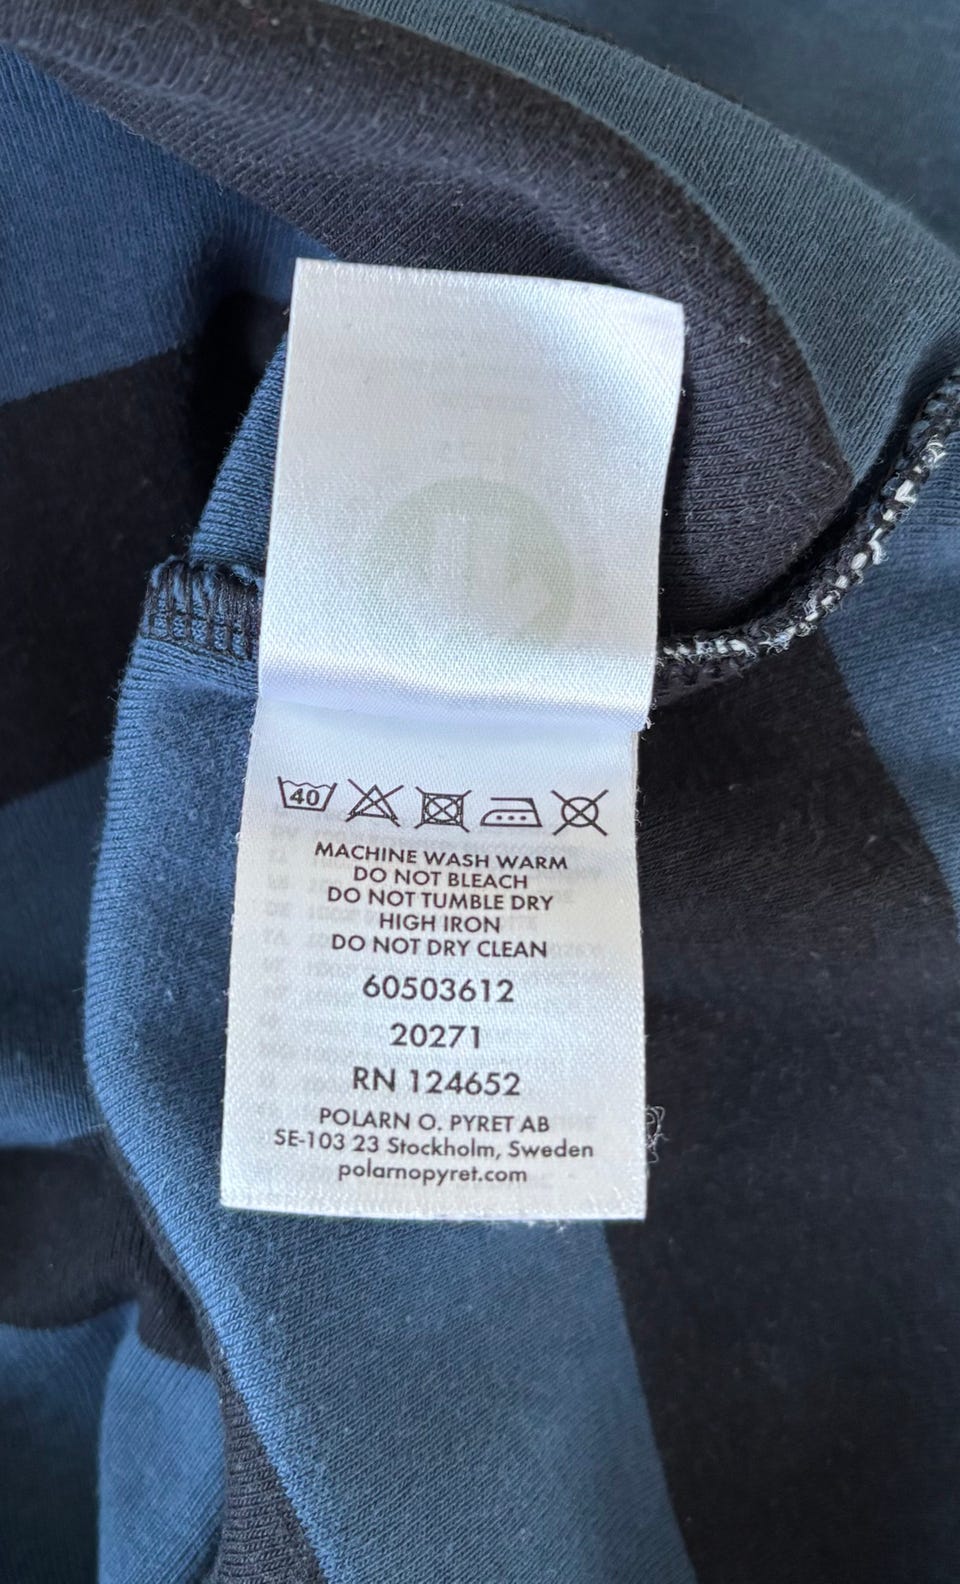 40
MACHINE WASH WARM
DO NOT BLEACH
DO NOT TUMBLE DRY
HIGH IRON
DO NOT DRY CLEAN
60503612
20271
RN 124652
POLARN O. PYRET AB
SE-103 23 Stockholm, Sweden
polarnopyret.com